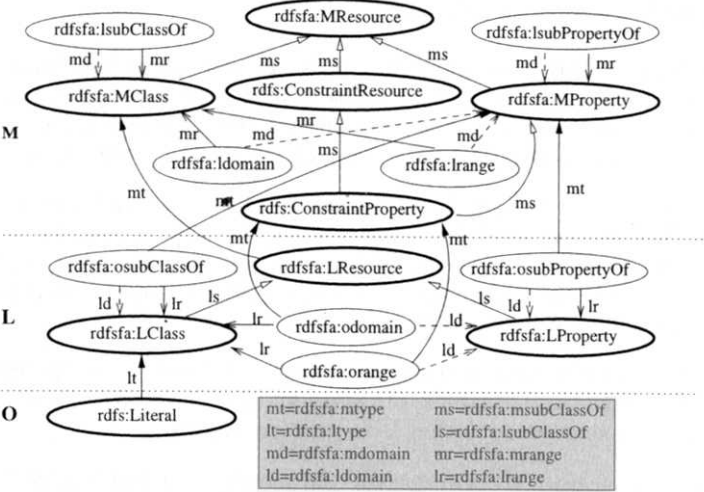 rdfsfa:MResource
rdfsfa:lsubClassOf
rdfsfa:lsubPropertyOf
md
mr
ms
ms
ms
md
mr
rdfsfa:MClass
rdfs:ConstraintResource
rdfsfa:MProperty
M
mr
md
mr
md
rdfsfa:ldomain
ms
rdfsfa:lrange
mt
mt
rdfs:ConstraintProperty
ms
mt
mt
rdfsfa:osubClassOf
rdfsfa:LResource
rdfsfa:osubPropertyOf
ld
lr
ls
ls
ld
lr
L
rdfsfa:LClass
lr
rdfsfa:odomain
ld
rdfsfa:LProperty
lr
rdfsfa:orange
ld
lt
O
rdfs:Literal
mt=rdfsfa:mtype ms=rdfsfa:msubClassOf
lt=rdfsfa:ltype ls=rdfsfa:lsubClassOf
md=rdfsfa:mdomain mr=rdfsfa:mrange
ld=rdfsfa:ldomain lr=rdfsfa:lrange